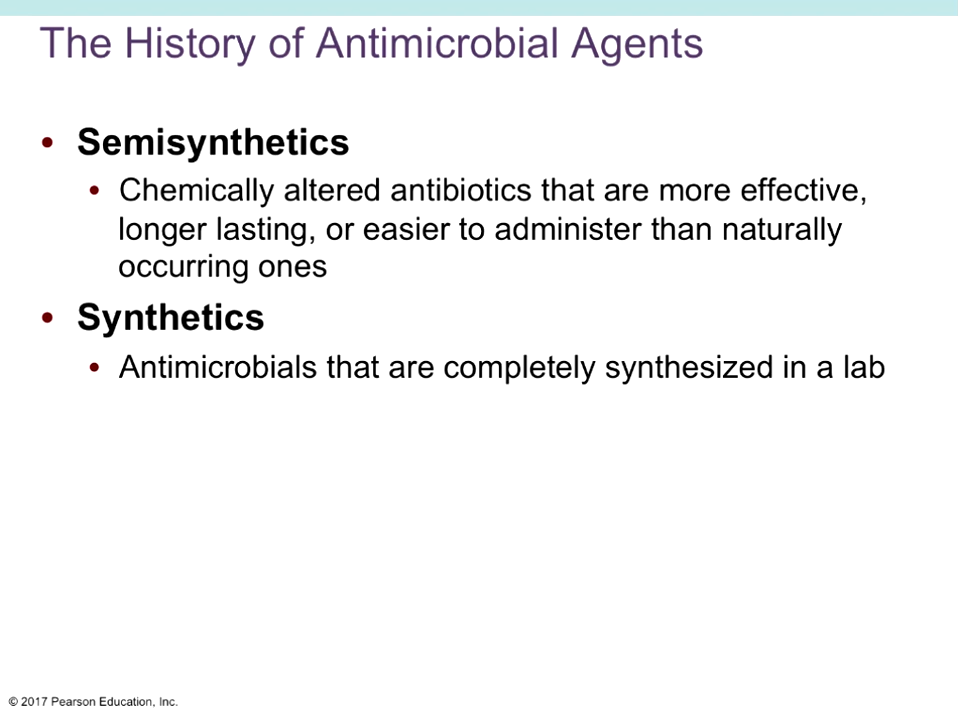 The History of Antimicrobial Agents
• Semisynthetics
• Chemically altered antibiotics that are more effective,
longer lasting, or easier to administer than naturally
occurring ones
• Synthetics
• Antimicrobials that are completely synthesized in a lab
© 2017 Pearson Education, Inc.